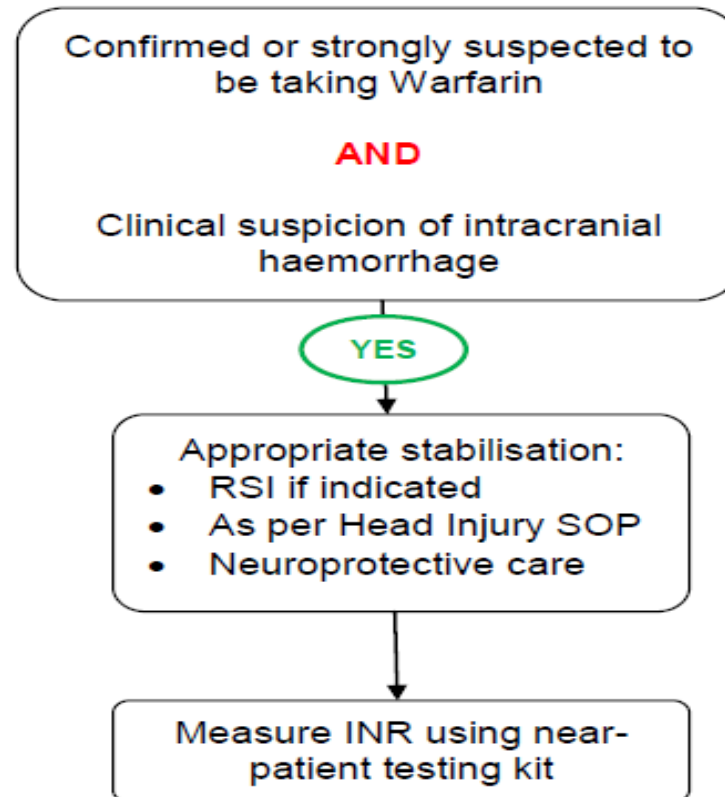 Confirmed or strongly suspected to
be taking Warfarin
AND
Clinical suspicion of intracranial
haemorrhage
YES
Appropriate stabilisation:
• RSI if indicated
• As per Head Injury SOP
• Neuroprotective care
Measure INR using near-
patient testing kit